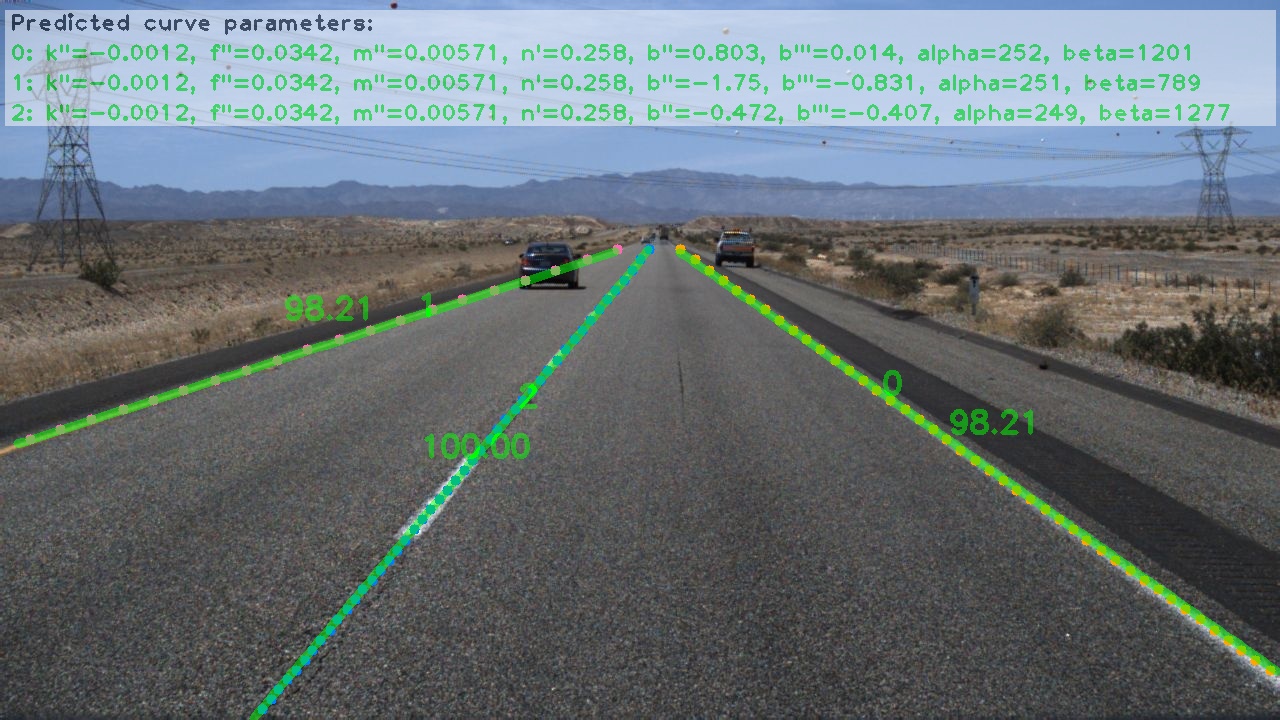 Predicted curve parameters:
0: k''=-0.0012, f''=0.0342, m''=0.00571, n'=0.258, b''=0.803, b'''=0.014, alpha=252, beta=1201
1: k''=-0.0012, f''=0.0342, m''=0.00571, n'=0.258, b''=-1.75, b'''=-0.831, alpha=251, beta=789
2: k''=-0.0012, f''=0.0342, m''=0.00571, n'=0.258, b''=-0.472, b'''=-0.407, alpha=249, beta=1277
98.21 1
2
0
98.21
100.00